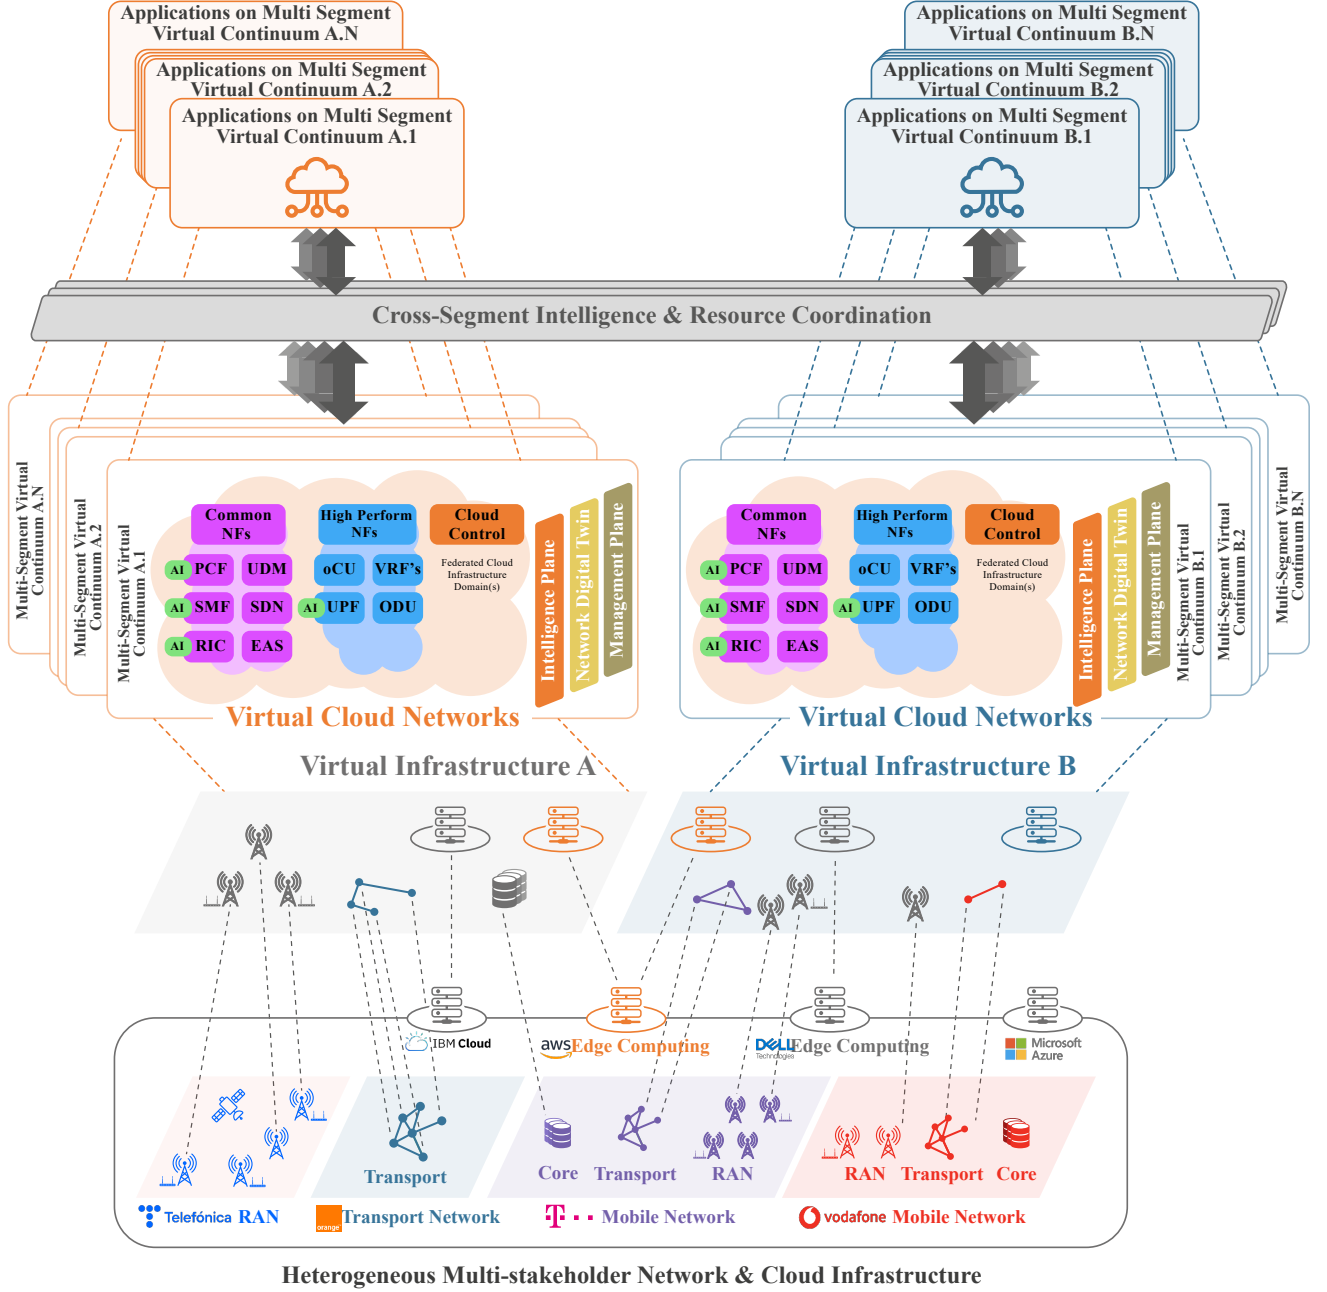 Applications on Multi Segment
Virtual Continuum A.N
Applications on Multi Segment
Virtual Continuum A.2
Applications on Multi Segment
Virtual Continuum A.1
Applications on Multi Segment
Virtual Continuum B.N
Applications on Multi Segment
Virtual Continuum B.2
Applications on Multi Segment
Virtual Continuum B.1
Cross-Segment Intelligence & Resource Coordination
Multi-Segment Virtual
Continuum A.N
Multi-Segment Virtual
Continuum A.2
Multi-Segment Virtual
Continuum A.1
Common
NFs
High Perform
NFs
Cloud
Control
AI PCF UDM
oCU VRF's
Federated Cloud
Infrastructure
Domain(s)
AI SMF SDN
AI UPF ODU
AI RIC EAS
Intelligence Plane
Network Digital Twin
Management Plane
Virtual Cloud Networks
Common
NFs
High Perform
NFs
Cloud
Control
AI PCF UDM
oCU VRF's
Federated Cloud
Infrastructure
Domain(s)
AI SMF SDN
AI UPF ODU
AI RIC EAS
Intelligence Plane
Network Digital Twin
Management Plane
Multi-Segment Virtual
Continuum B.1
Multi-Segment Virtual
Continuum B.2
Multi-Segment Virtual
Continuum B.N
Virtual Cloud Networks
Virtual Infrastructure A
Virtual Infrastructure B
IBM Cloud
aws Edge Computing
DELL
Technologies
Edge Computing
Microsoft
Azure
Transport
Core
Transport
RAN
RAN
Transport
Core
Telefónica RAN
orange
Transport Network
T
Mobile Network
vodafone Mobile Network
Heterogeneous Multi-stakeholder Network & Cloud Infrastructure